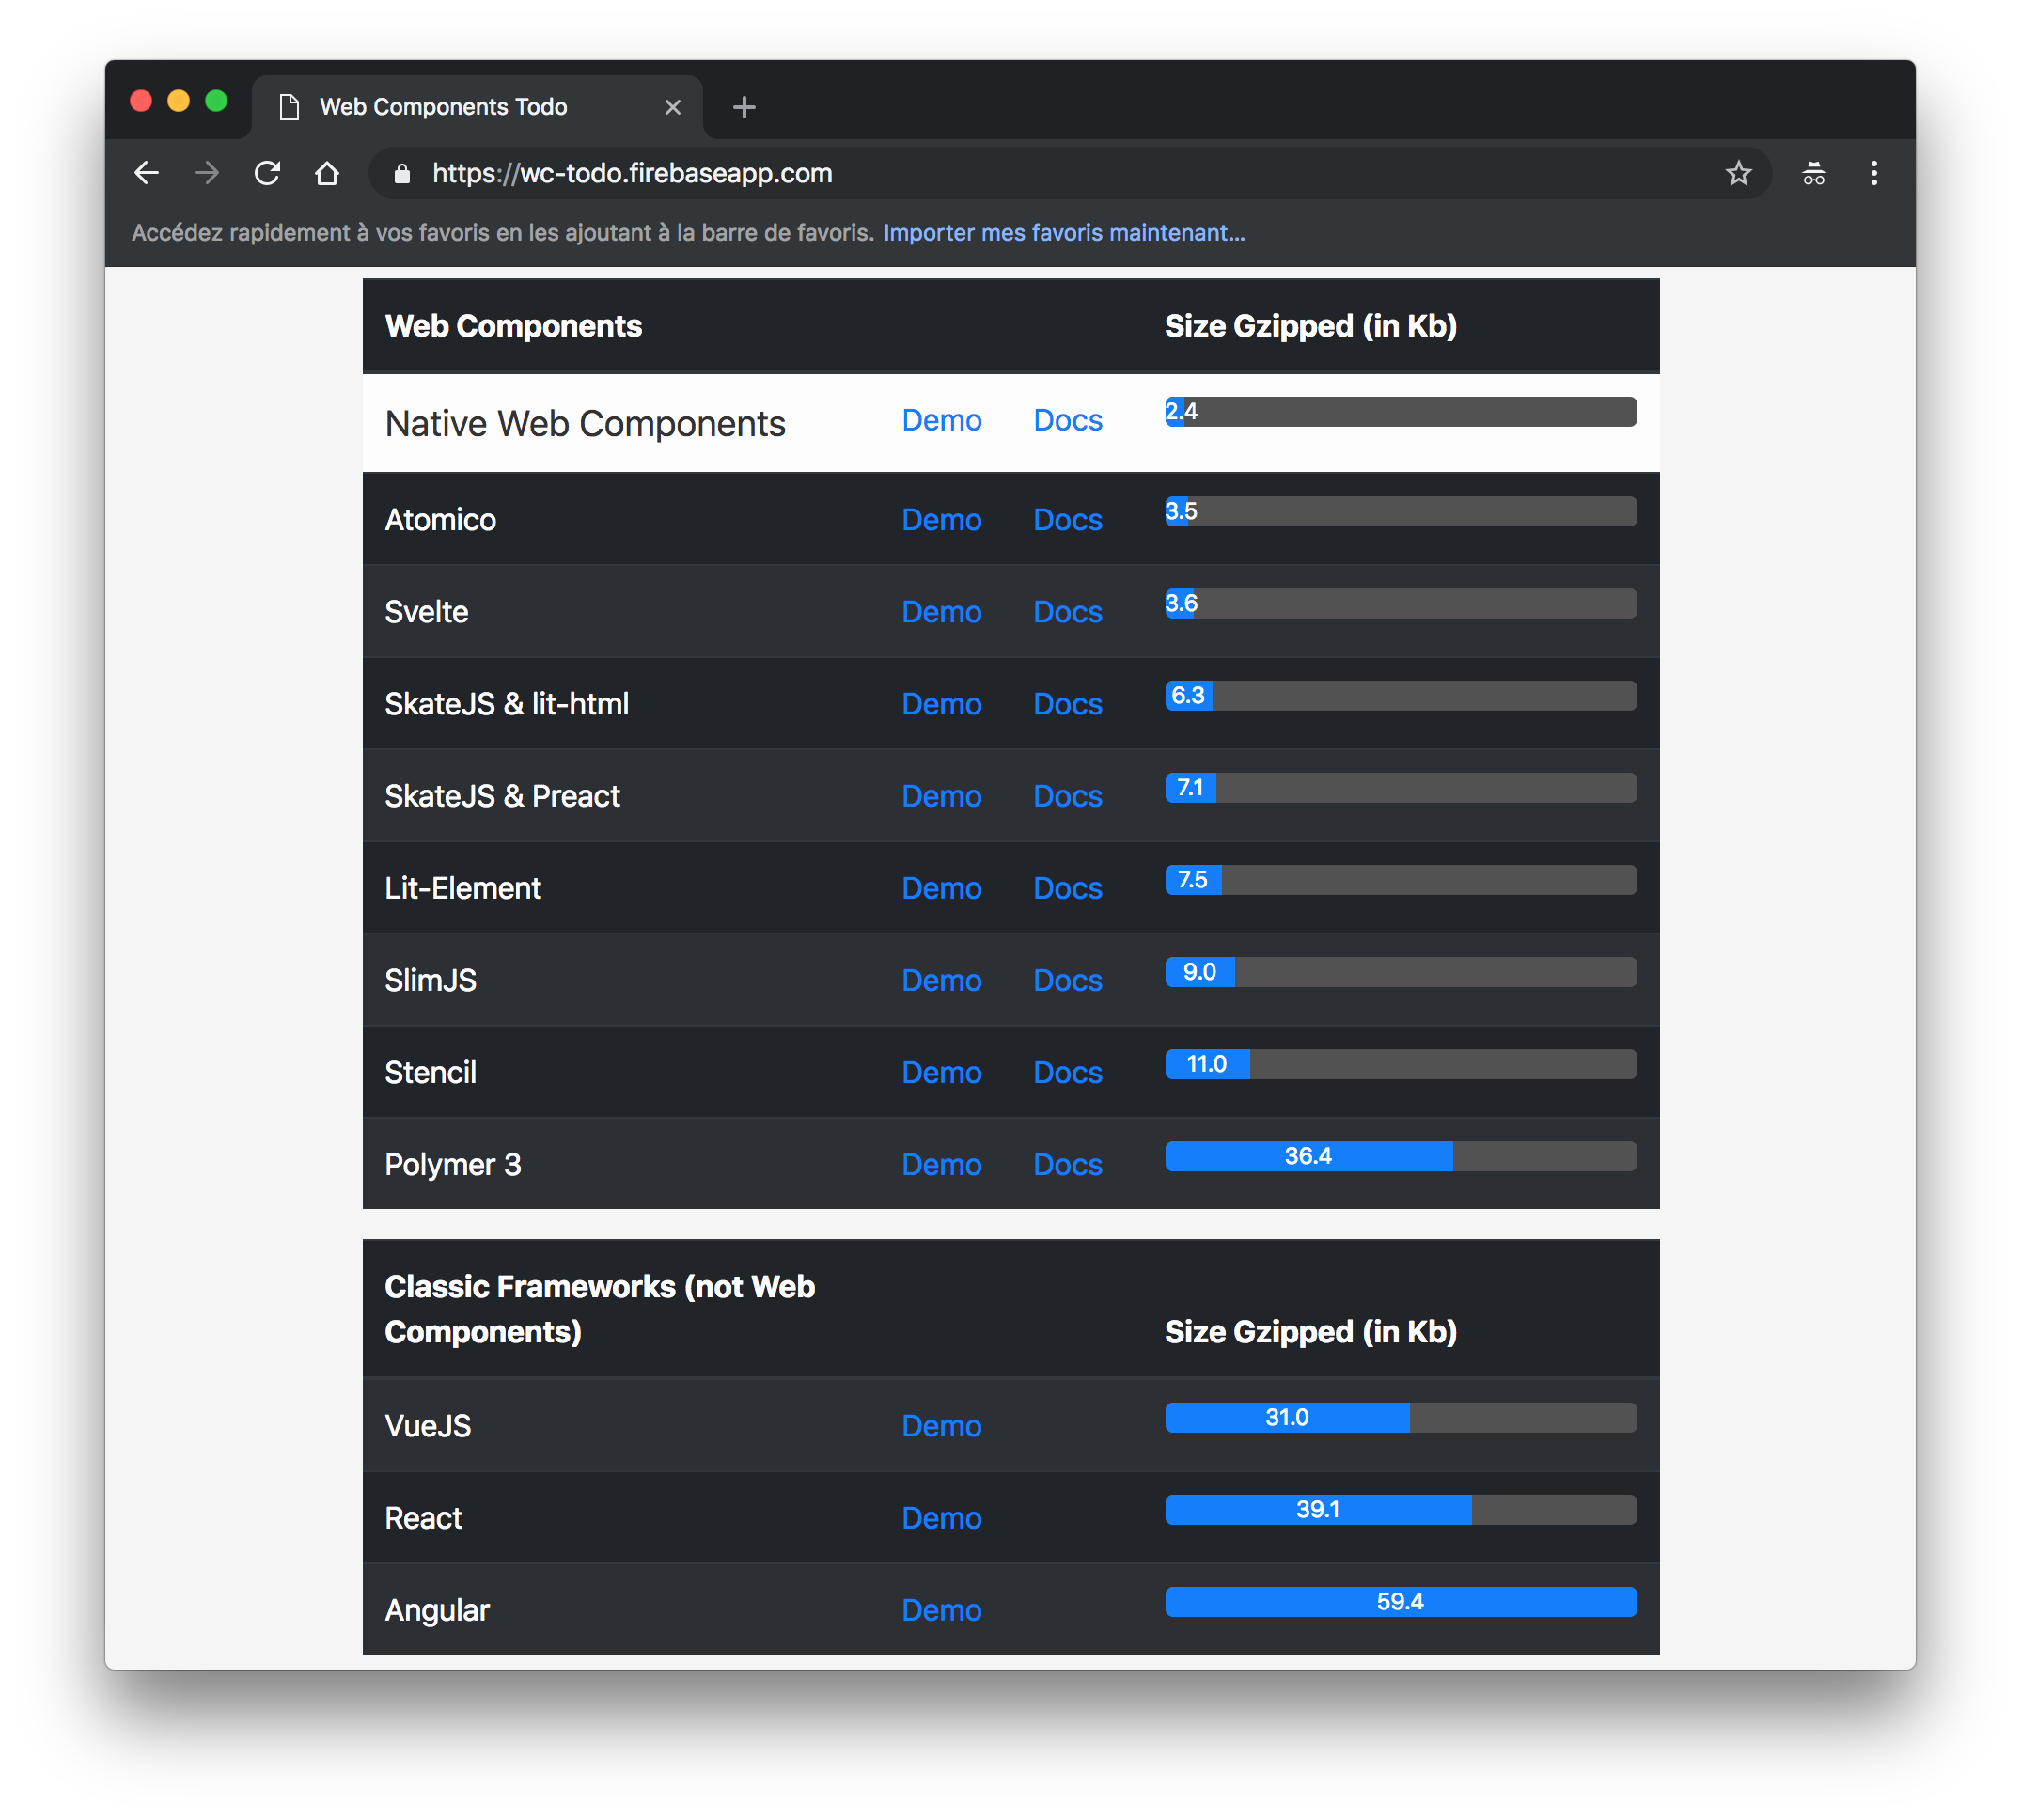 Web Components Todo
https://wc-todo.firebaseapp.com
Accédez rapidement à vos favoris en les ajoutant à la barre de favoris. Importer mes favoris maintenant...
Web Components Size Gzipped (in Kb)
Native Web Components Demo Docs 2.4
Atomico Demo Docs 3.5
Svelte Demo Docs 3.6
SkateJS & lit-html Demo Docs 6.3
SkateJS & Preact Demo Docs 7.1
Lit-Element Demo Docs 7.5
SlimJS Demo Docs 9.0
Stencil Demo Docs 11.0
Polymer 3 Demo Docs 36.4
Classic Frameworks (not Web
Components) Size Gzipped (in Kb)
VueJS Demo 31.0
React Demo 39.1
Angular Demo 59.4